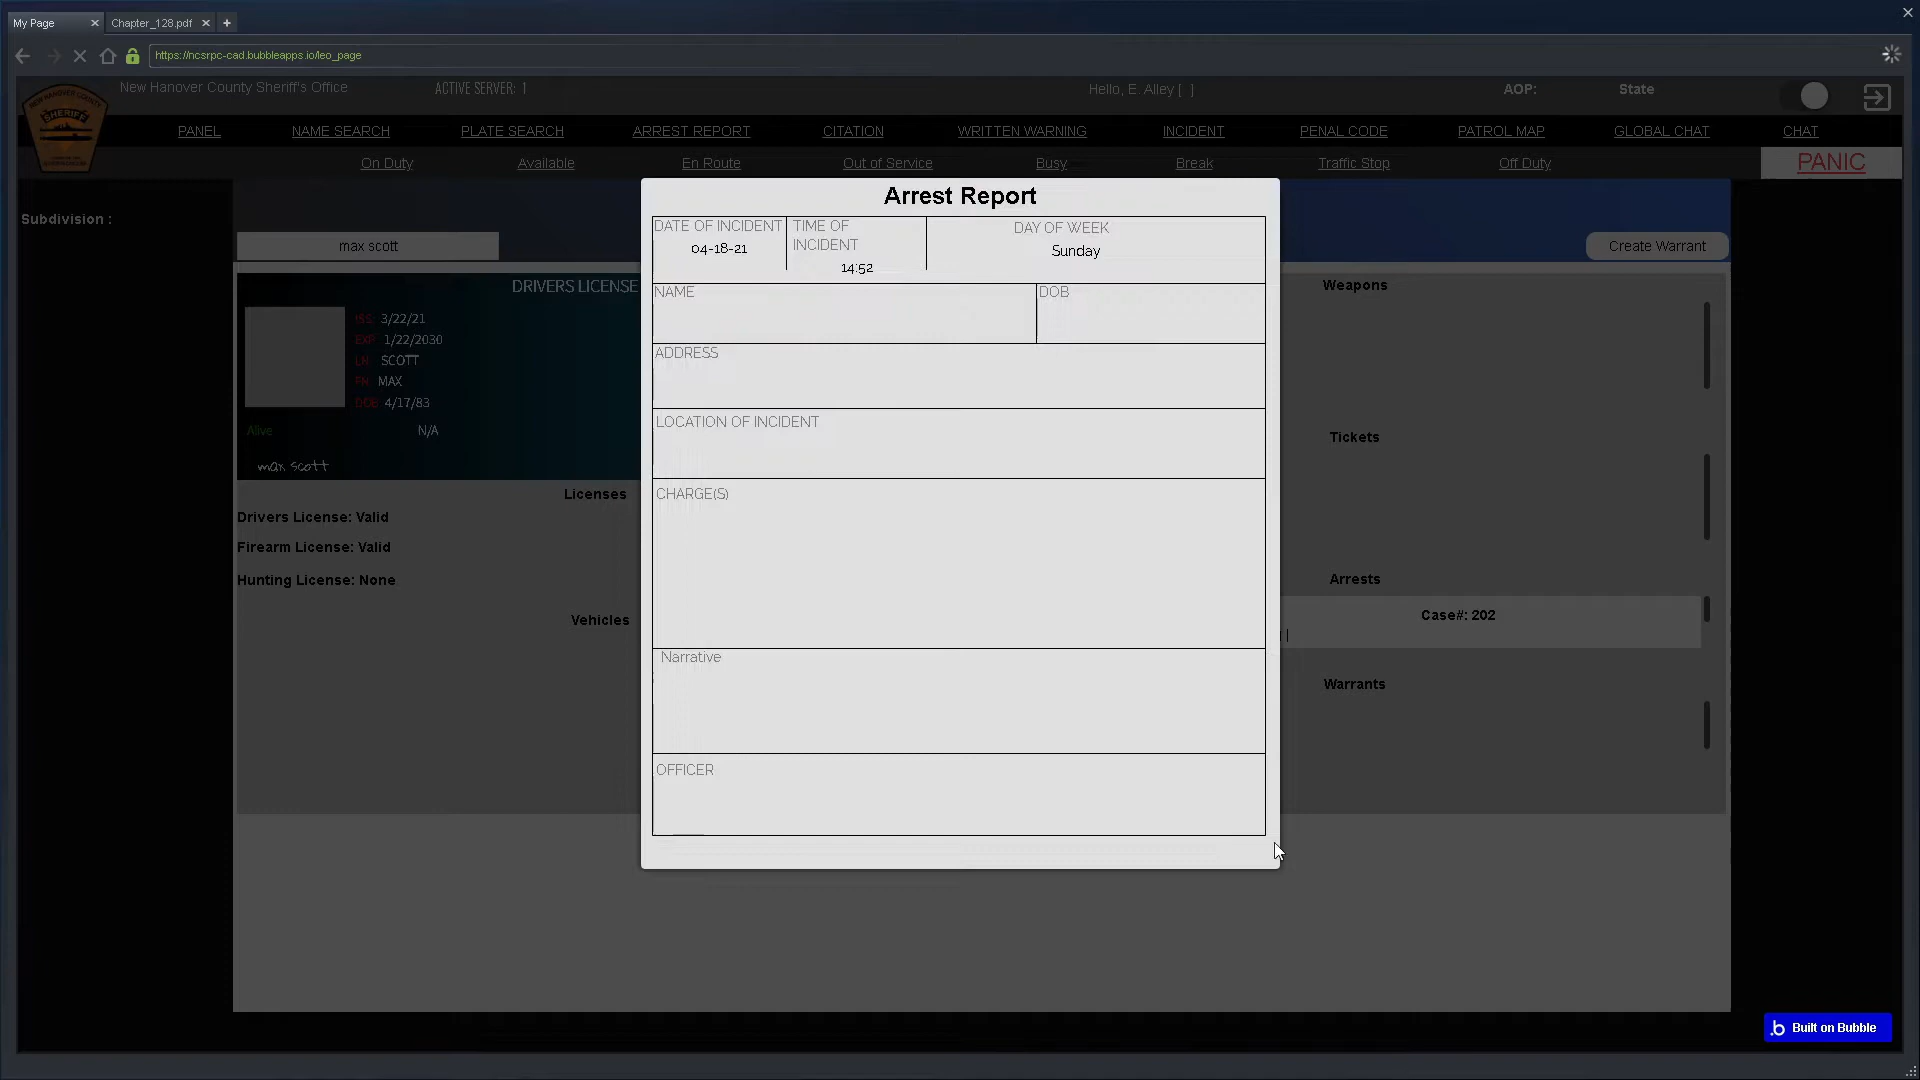 My Page
Chapter_128.pdf
https://ncsrpc-cad.bubbleapps.io/leo_page
New Hanover County Sheriff's Office
ACTIVE SERVER: 1
Hello, E. Alley [ ]
AOP:
State
NEW HANOVER COUNTY
SHERIFF
PANEL
NAME SEARCH
PLATE SEARCH
ARREST REPORT
CITATION
WRITTEN WARNING
INCIDENT
PENAL CODE
PATROL MAP
GLOBAL CHAT
CHAT
On Duty
Available
En Route
Out of Service
Busy
Break
Traffic Stop
Off Duty
PANIC
Subdivision :
max scott
Create Warrant
DRIVERS LICENSE
ISS 3/22/21
EXP 1/22/2030
LN SCOTT
FN MAX
DOB 4/17/83
Alive
N/A
max scott
Licenses
Drivers License: Valid
Firearm License: Valid
Hunting License: None
Vehicles
Arrest Report
DATE OF INCIDENT
04-18-21
TIME OF
INCIDENT
14:52
DAY OF WEEK
Sunday
NAME
DOB
ADDRESS
LOCATION OF INCIDENT
CHARGE(S)
Narrative
OFFICER
Weapons
Tickets
Arrests
Case#: 202
Warrants
.b Built on Bubble